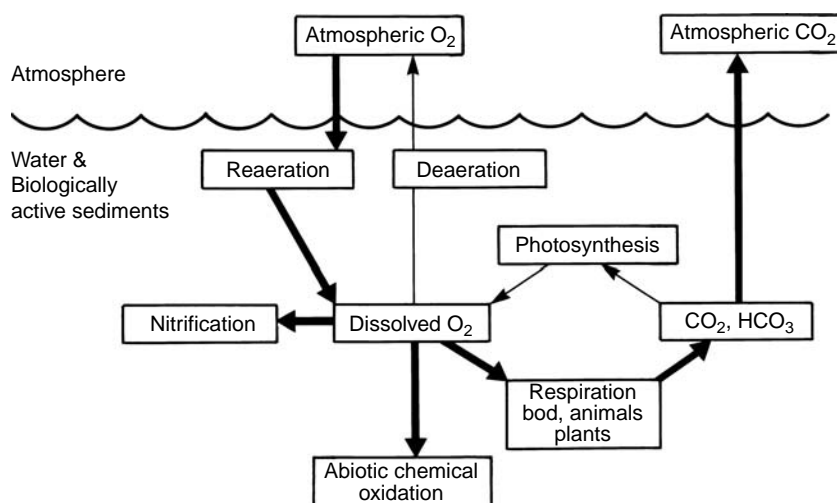 Atmospheric O2
Atmospheric CO2
Atmosphere
Water &
Biologically
active sediments
Reaeration
Deaeration
Photosynthesis
Nitrification
Dissolved O2
CO2, HCO3
Respiration
bod, animals
plants
Abiotic chemical
oxidation